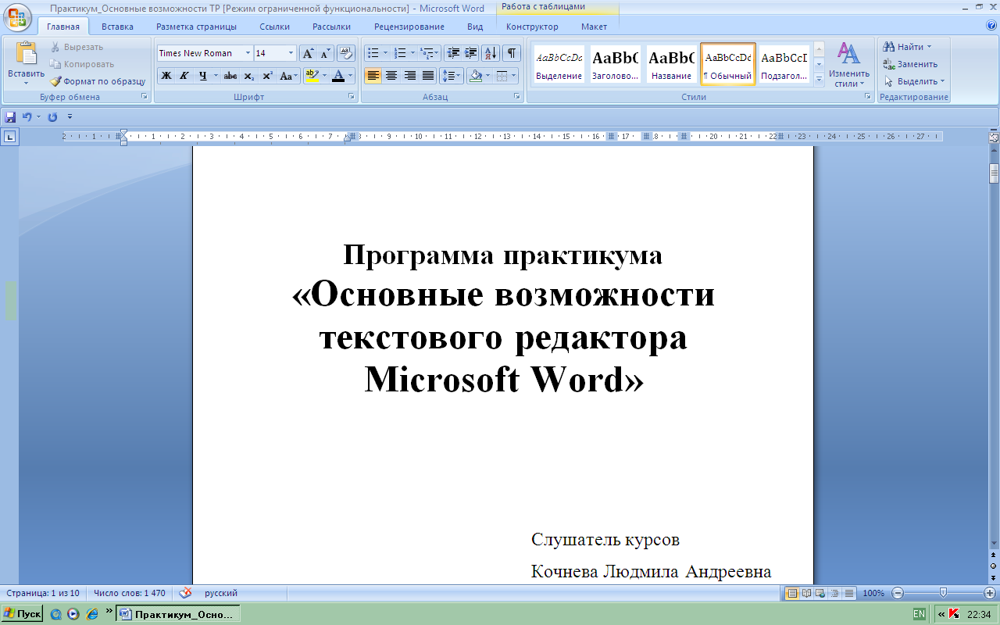 Практикум_Основные возможности ТР [Режим ограниченной функциональности] - Microsoft Word
Работа с таблицами
Главная Вставка Разметка страницы Ссылки Рассылки Рецензирование Вид Конструктор Макет
Вставить
Вырезать
Копировать
Формат по образцу
Буфер обмена
Times New Roman 14
Ж К Ч abc x₂ x² Aa
Шрифт
Абзац
AaBbCcDc AaBbC AaBbC AaBbCcDd AaBbCcI
Выделение Заголово... Название ¶ Обычный Подзагол...
Изменить
стили
Стили
Найти
Заменить
Выделить
Редактирование
2 1 1 2 3 4 5 6 7 8 9 10 11 12 13 14 15 16 17 18 20 21 22 23 24 25 26 27
Программа практикума
«Основные возможности
текстового редактора
Microsoft Word»
Слушатель курсов
Кочнева Людмила Андреевна
Страница: 1 из 10 Число слов: 1 470 русский 100%
Пуск » Практикум_Осно... EN « 22:34